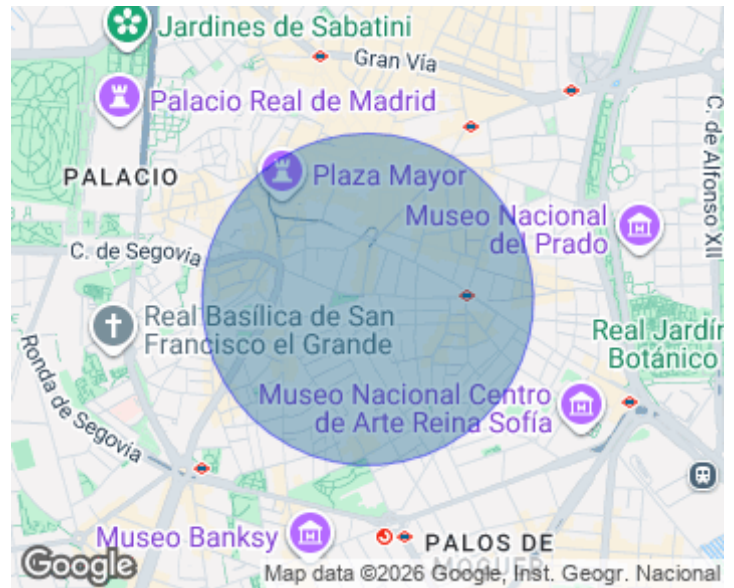 Jardines de Sabatini
Gran Vía
Palacio Real de Madrid
C. de Alfonso XII
PALACIO
Plaza Mayor
Museo Nacional
del Prado
C. de Segovia
Real Basílica de San
Francisco el Grande
Real Jardín
Botánico
Ronda de Segovia
Museo Nacional Centro
de Arte Reina Sofía
Museo Banksy
PALOS DE
MOGUER
Google
Map data ©2026 Google, Inst. Geogr. Nacional